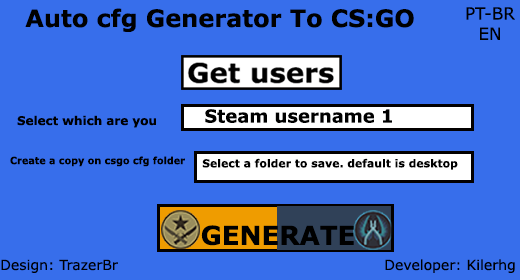 Auto cfg Generator To CS:GO
PT-BR
EN
Get users
Select which are you
Steam username 1
Create a copy on csgo cfg folder
Select a folder to save. default is desktop
GENERATE
Design: TrazerBr
Developer: Kilerhg